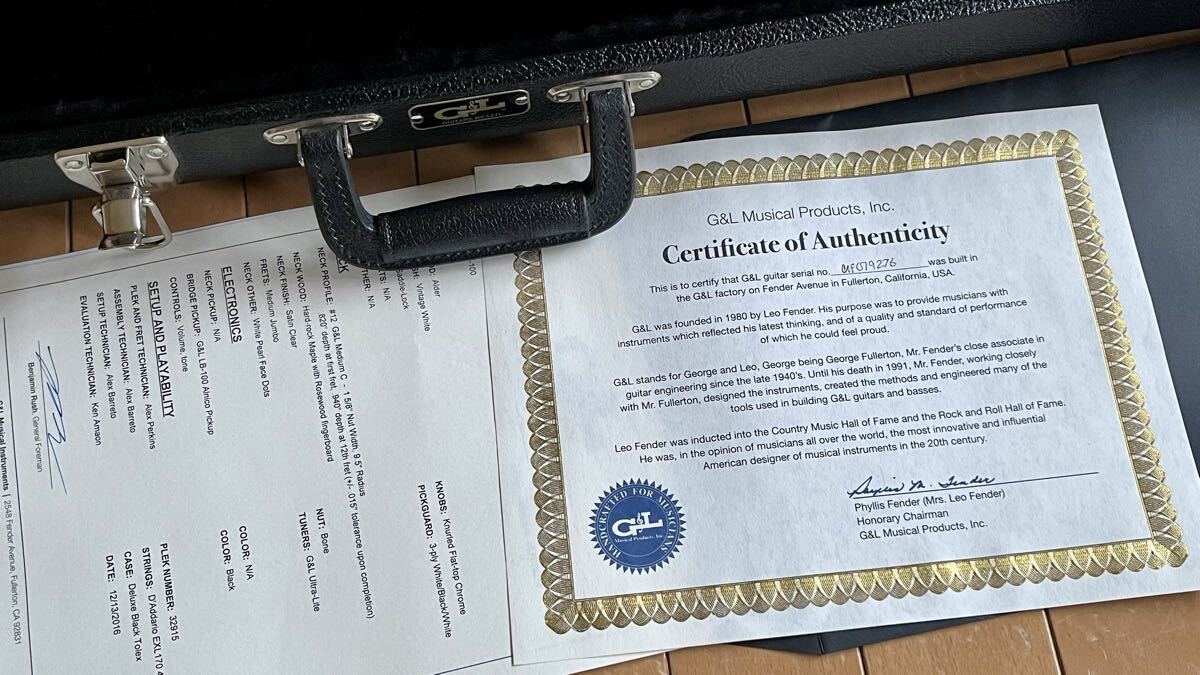 G&L
GUITARS BY LEO
G&L Musical Products, Inc.
Certificate of Authenticity
This is to certify that G&L guitar serial no. CLF079276 was built in
the G&L factory on Fender Avenue in Fullerton, California, USA.
G&L was founded in 1980 by Leo Fender. His purpose was to provide musicians with
instruments which reflected his latest thinking, and of a quality and standard of performance
of which he could feel proud.
G&L stands for George and Leo, George being George Fullerton, Mr. Fender's close associate in
guitar engineering since the late 1940's. Until his death in 1991, Mr. Fender, working closely
with Mr. Fullerton, designed the instruments, created the methods and engineered many of the
tools used in building G&L guitars and basses.
Leo Fender was inducted into the Country Music Hall of Fame and the Rock and Roll Hall of Fame.
He was, in the opinion of musicians all over the world, the most innovative and influential
American designer of musical instruments in the 20th century.
Phyllis M. Fender
Phyllis Fender (Mrs. Leo Fender)
Honorary Chairman
G&L Musical Products, Inc.
HANDCRAFTED FOR MUSICIANS
G&L
Musical Products, Inc.
-100
Alder
Vintage White
Saddle-Lock
N/A
N/A
KNOBS: Knurled Flat-top Chrome
PICKGUARD: 3-ply White/Black/White
CK
NECK PROFILE: #12 G&L Medium C - 1 5/8" Nut Width, 9.5" Radius
.820" depth at first fret, .940" depth at 12th fret (+/- .015" tolerance upon completion)
NECK WOOD: Hard-rock Maple with Rosewood fingerboard
NECK FINISH: Satin Clear
NUT: Bone
FRETS: Medium Jumbo
TUNERS: G&L Ultra-Lite
NECK OTHER: White Pearl Face Dots
ELECTRONICS
NECK PICKUP: N/A
COLOR: N/A
BRIDGE PICKUP: G&L LB-100 Alnico Pickup
COLOR: Black
CONTROLS: Volume, tone
SETUP AND PLAYABILITY
PLEK AND FRET TECHNICIAN: Alex Perkins
PLEK NUMBER: 32915
ASSEMBLY TECHNICIAN: Alex Barreto
STRINGS: D'Addario EXL170 4
SETUP TECHNICIAN: Alex Barreto
CASE: Deluxe Black Tolex
EVALUATION TECHNICIAN: Ken Amaon
DATE: 12/13/2016
Benjamin Rush, General Foreman
G&L Musical Instruments | 2548 Fender Avenue, Fullerton, CA 92831